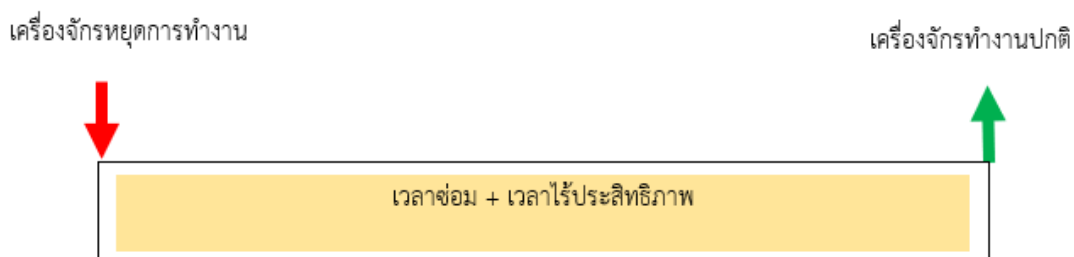 เครื่องจักรหยุดการทำงาน
เครื่องจักรทำงานปกติ
เวลาซ่อม + เวลาไร้ประสิทธิภาพ